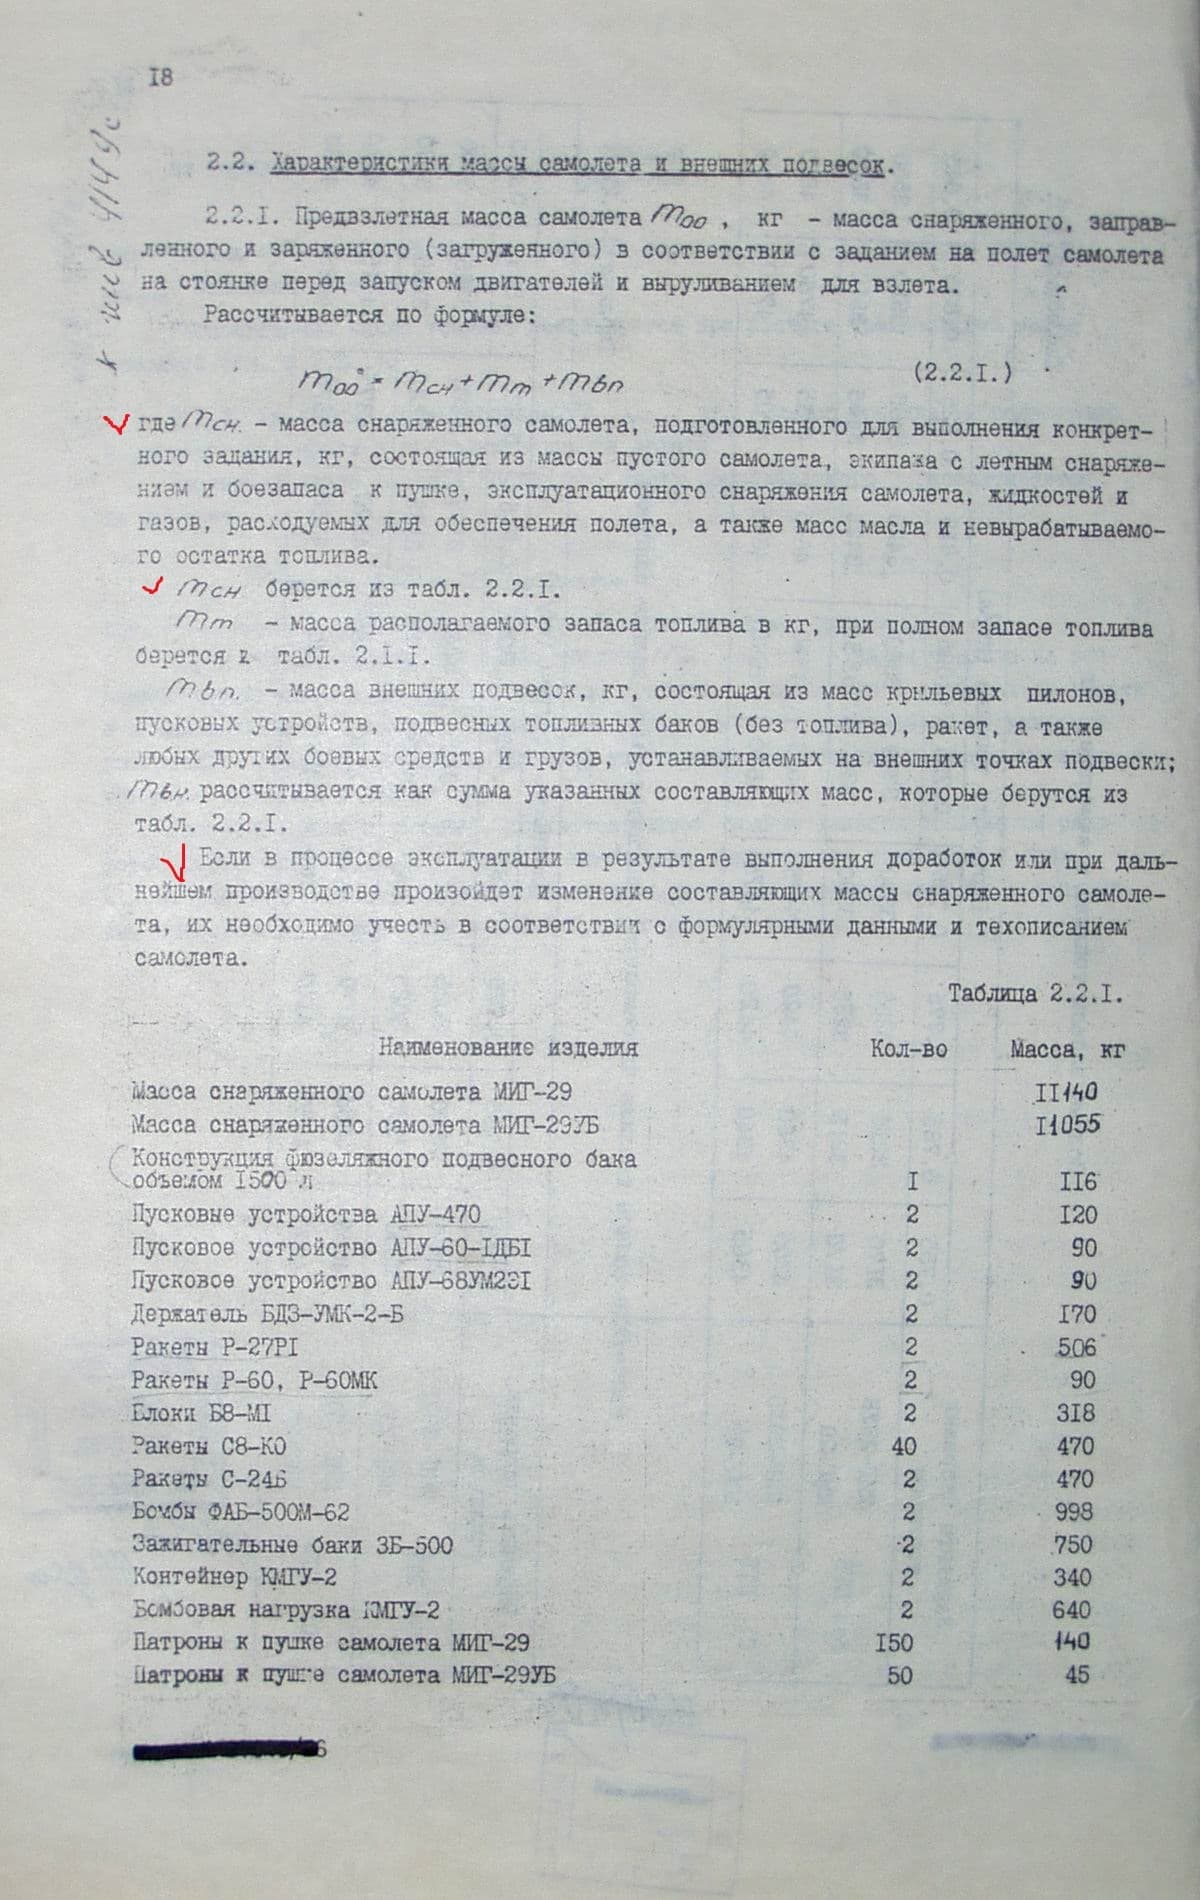 18
2.2. Характеристики массы самолета и внешних подвесок.
2.2.I. Предвзлетная масса самолета m00, кг - масса снаряженного, заправ-
ленного и заряженного (загруженного) в соответствии с заданием на полет самолета
на стоянке перед запуском двигателей и выруливанием для взлета.
Рассчитывается по формуле:
m00 = mсн + mт + mвп (2.2.I.)
где mсн. - масса снаряженного самолета, подготовленного для выполнения конкрет-
ного задания, кг, состоящая из массы пустого самолета, экипажа с летным снаряже-
нием и боезапаса к пушке, эксплуатационного снаряжения самолета, жидкостей и
газов, расходуемых для обеспечения полета, а также масс масла и невырабатываемо-
го остатка топлива.
mсн берется из табл. 2.2.I.
mт - масса располагаемого запаса топлива в кг, при полном запасе топлива
берется табл. 2.I.I.
mвп. - масса внешних подвесок, кг, состоящая из масс крыльевых пилонов,
пусковых устройств, подвесных топливных баков (без топлива), ракет, а также
любых других боевых средств и грузов, устанавливаемых на внешних точках подвески;
mвн. рассчитывается как сумма указанных составляющих масс, которые берутся из
табл. 2.2.I.
Если в процессе эксплуатации в результате выполнения доработок или при даль-
нейшем производстве произойдет изменение составляющих массы снаряженного самоле-
та, их необходимо учесть в соответствии с формулярными данными и техописанием
самолета.
Таблица 2.2.I.
Наименование изделия Кол-во Масса, кг
Масса снаряженного самолета МИГ-29 II140
Масса снаряженного самолета МИГ-29УБ I1055
Конструкция фюзеляжного подвесного бака
объемом I500 л I II6
Пусковые устройства АПУ-470 2 I20
Пусковое устройство АПУ-60-IДБI 2 90
Пусковое устройство АПУ-68УМ2ЭI 2 90
Держатель БДЗ-УМК-2-Б 2 I70
Ракеты Р-27РI 2 506
Ракеты Р-60, Р-60МК 2 90
Блоки Б8-МI 2 3I8
Ракеты С8-КО 40 470
Ракеты С-24Б 2 470
Бомбы ФАБ-500М-62 2 998
Зажигательные баки ЗБ-500 2 750
Контейнер КМГУ-2 2 340
Бомбовая нагрузка КМГУ-2 2 640
Патроны к пушке самолета МИГ-29 I50 140
Патроны к пушке самолета МИГ-29УБ 50 45